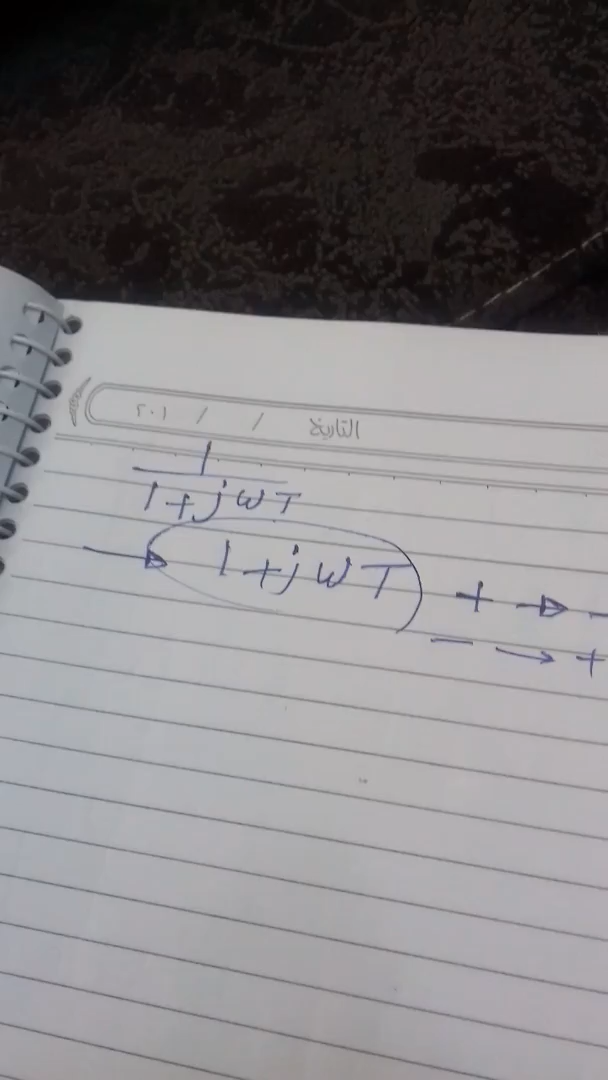 التاريخ / / ٢٠١
1
1+jωT
→ 1+jωT + → -
- → +